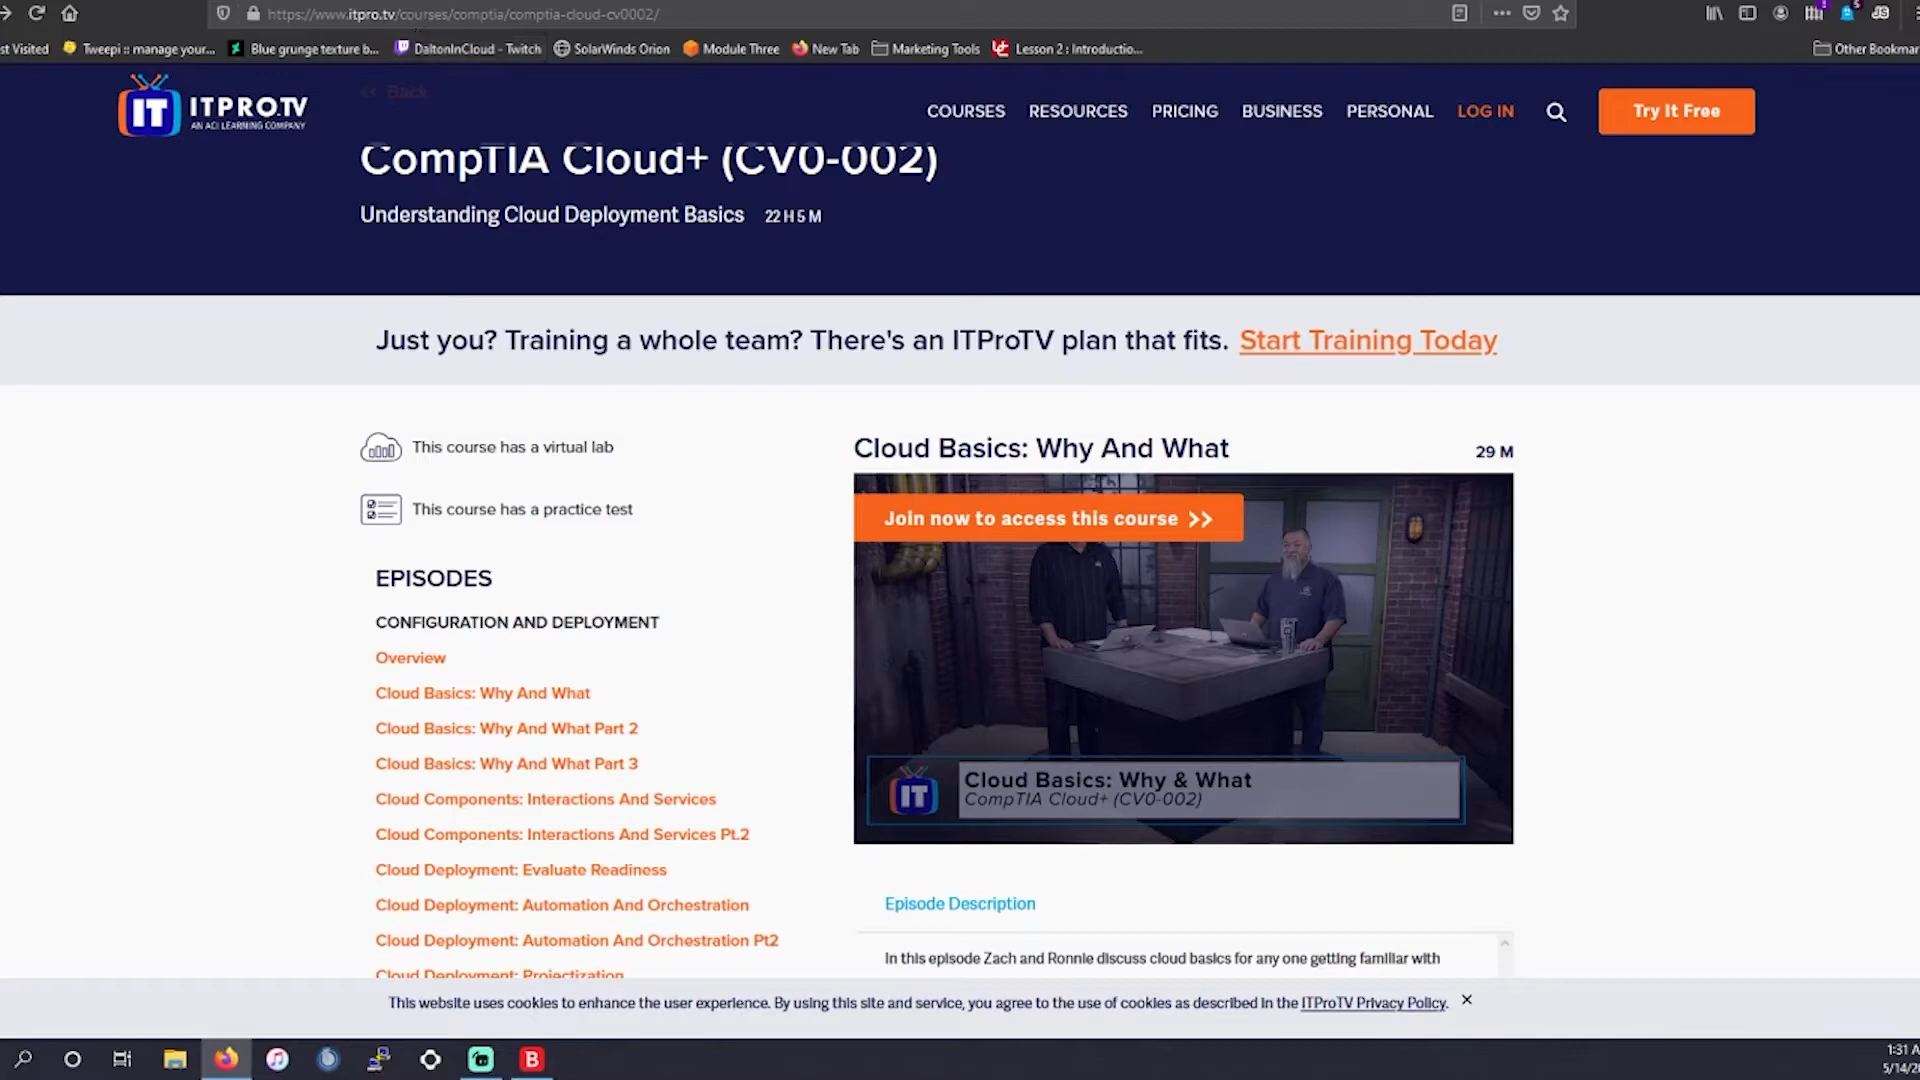 https://www.itpro.tv/courses/comptia/comptia-cloud-cv0002/
st Visited
Tweepi :: manage your...
Blue grunge texture b...
DaltonInCloud - Twitch
SolarWinds Orion
Module Three
New Tab
Marketing Tools
Lesson 2 : Introductio...
Other Bookmar
IT ITPRO.TV
AN ACI LEARNING COMPANY
<< Back
COURSES
RESOURCES
PRICING
BUSINESS
PERSONAL
LOG IN
Try It Free
CompTIA Cloud+ (CV0-002)
Understanding Cloud Deployment Basics 22 H 5 M
Just you? Training a whole team? There's an ITProTV plan that fits. Start Training Today
This course has a virtual lab
This course has a practice test
EPISODES
CONFIGURATION AND DEPLOYMENT
Overview
Cloud Basics: Why And What
Cloud Basics: Why And What Part 2
Cloud Basics: Why And What Part 3
Cloud Components: Interactions And Services
Cloud Components: Interactions And Services Pt.2
Cloud Deployment: Evaluate Readiness
Cloud Deployment: Automation And Orchestration
Cloud Deployment: Automation And Orchestration Pt2
Cloud Deployment: Projectization
Cloud Basics: Why And What 29 M
Join now to access this course >>
IT
Cloud Basics: Why & What
CompTIA Cloud+ (CV0-002)
Episode Description
In this episode Zach and Ronnie discuss cloud basics for any one getting familiar with
This website uses cookies to enhance the user experience. By using this site and service, you agree to the use of cookies as described in the ITProTV Privacy Policy. ×
1:31 A
5/14/2